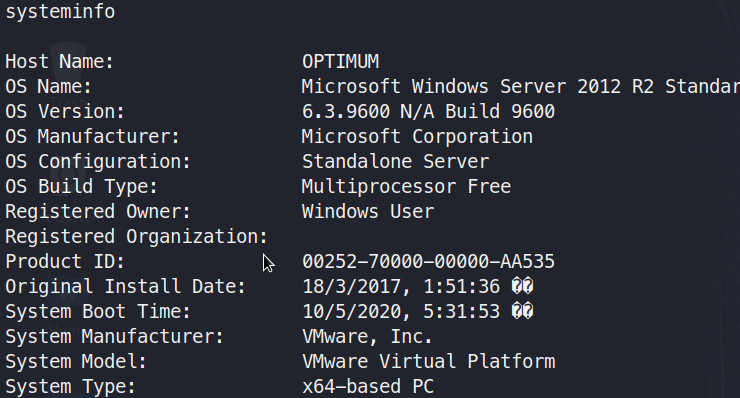 systeminfo
Host Name: OPTIMUM
OS Name: Microsoft Windows Server 2012 R2 Standar
OS Version: 6.3.9600 N/A Build 9600
OS Manufacturer: Microsoft Corporation
OS Configuration: Standalone Server
OS Build Type: Multiprocessor Free
Registered Owner: Windows User
Registered Organization:
Product ID: 00252-70000-00000-AA535
Original Install Date: 18/3/2017, 1:51:36 ��
System Boot Time: 10/5/2020, 5:31:53 ��
System Manufacturer: VMware, Inc.
System Model: VMware Virtual Platform
System Type: x64-based PC